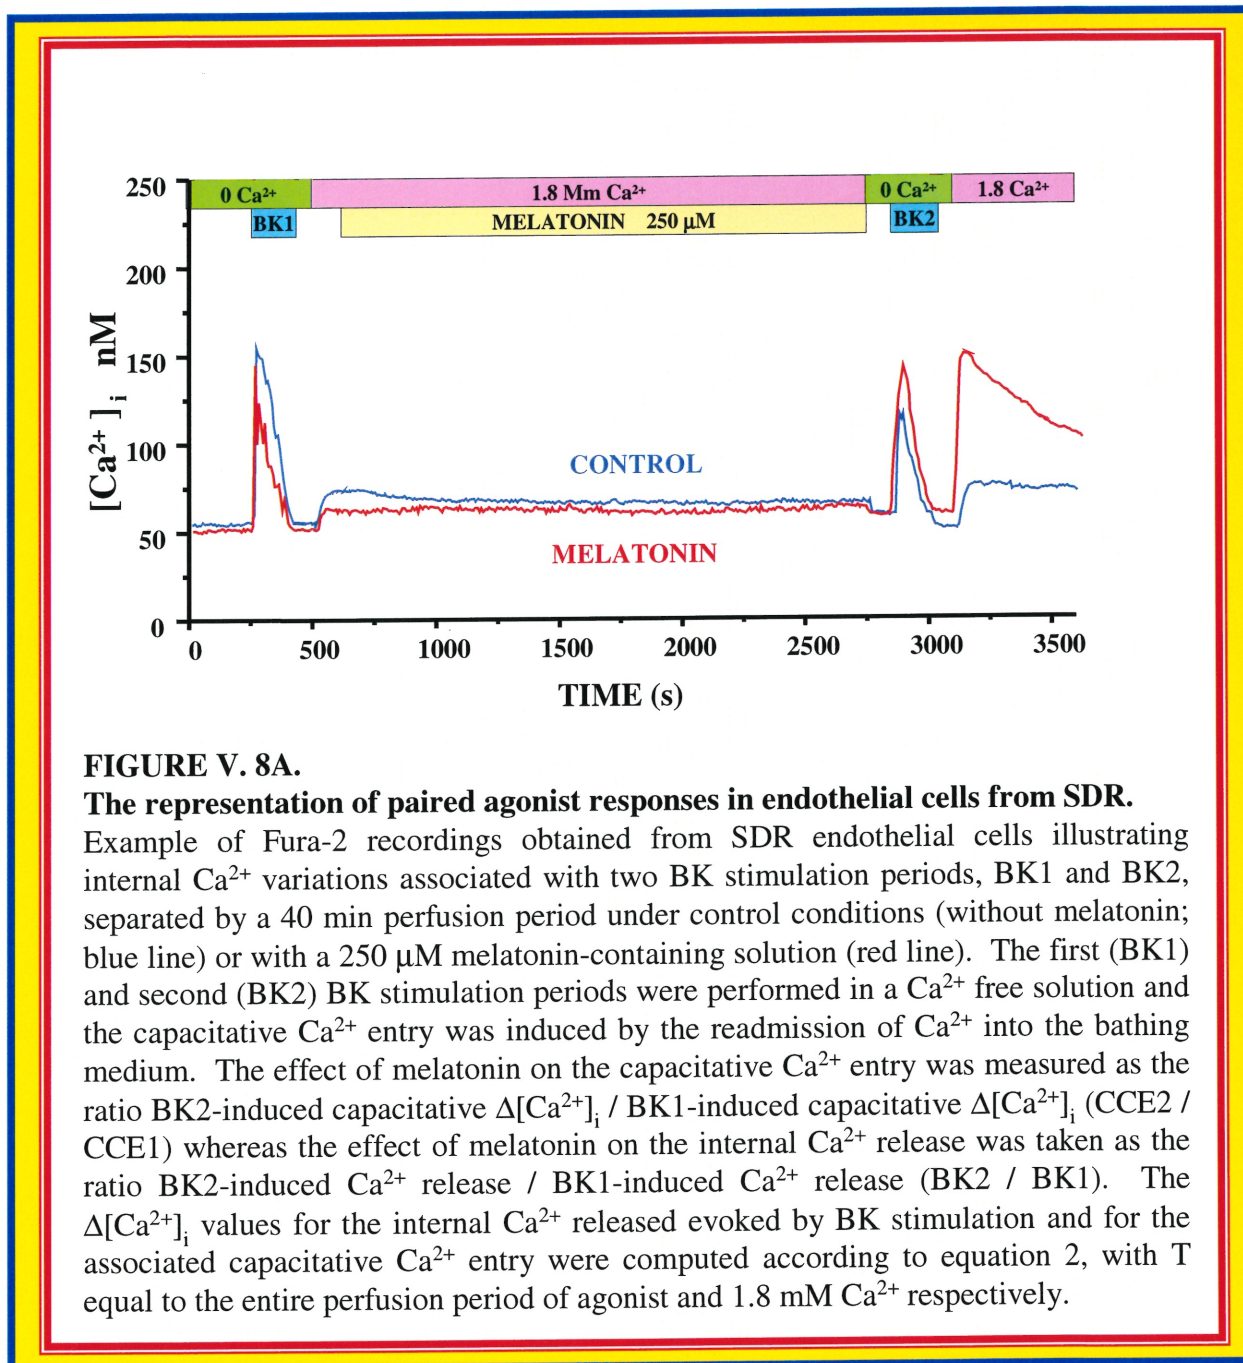 250
0 Ca²⁺
1.8 Mm Ca²⁺
0 Ca²⁺
1.8 Ca²⁺
BK1
MELATONIN 250 µM
BK2
200
150
100
50
0
[Ca²⁺]ᵢ nM
CONTROL
MELATONIN
0 500 1000 1500 2000 2500 3000 3500
TIME (s)
FIGURE V. 8A.
The representation of paired agonist responses in endothelial cells from SDR.
Example of Fura-2 recordings obtained from SDR endothelial cells illustrating
internal Ca²⁺ variations associated with two BK stimulation periods, BK1 and BK2,
separated by a 40 min perfusion period under control conditions (without melatonin;
blue line) or with a 250 µM melatonin-containing solution (red line). The first (BK1)
and second (BK2) BK stimulation periods were performed in a Ca²⁺ free solution and
the capacitative Ca²⁺ entry was induced by the readmission of Ca²⁺ into the bathing
medium. The effect of melatonin on the capacitative Ca²⁺ entry was measured as the
ratio BK2-induced capacitative Δ[Ca²⁺]ᵢ / BK1-induced capacitative Δ[Ca²⁺]ᵢ (CCE2 /
CCE1) whereas the effect of melatonin on the internal Ca²⁺ release was taken as the
ratio BK2-induced Ca²⁺ release / BK1-induced Ca²⁺ release (BK2 / BK1). The
Δ[Ca²⁺]ᵢ values for the internal Ca²⁺ released evoked by BK stimulation and for the
associated capacitative Ca²⁺ entry were computed according to equation 2, with T
equal to the entire perfusion period of agonist and 1.8 mM Ca²⁺ respectively.